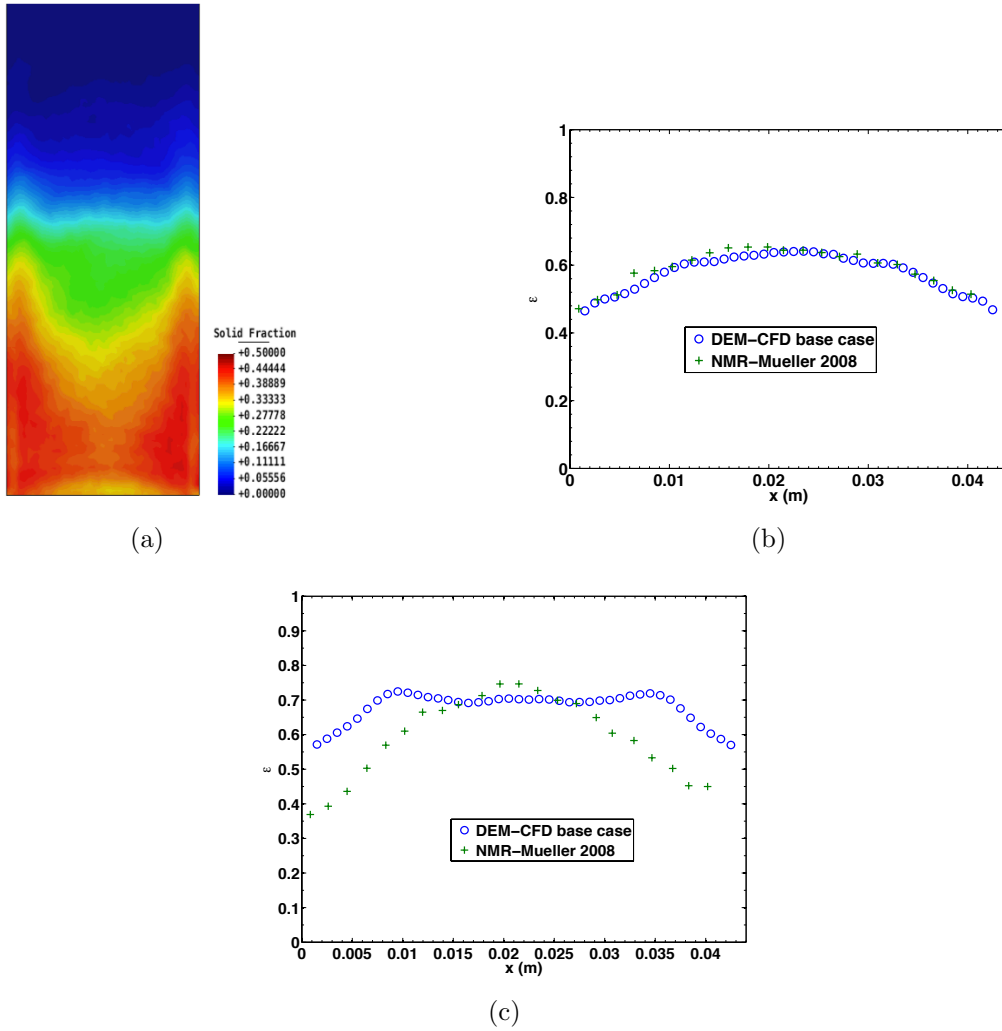 Solid Fraction
+0.50000
+0.44444
+0.38889
+0.33333
+0.27778
+0.22222
+0.16667
+0.11111
+0.05556
+0.00000
(a)
1
0.8
0.6
0.4
0.2
0
ε
DEM-CFD base case
NMR-Mueller 2008
0 0.01 0.02 0.03 0.04
x (m)
(b)
1
0.9
0.8
0.7
0.6
0.5
0.4
0.3
0.2
0.1
0
ε
DEM-CFD base case
NMR-Mueller 2008
0 0.005 0.01 0.015 0.02 0.025 0.03 0.035 0.04
x (m)
(c)